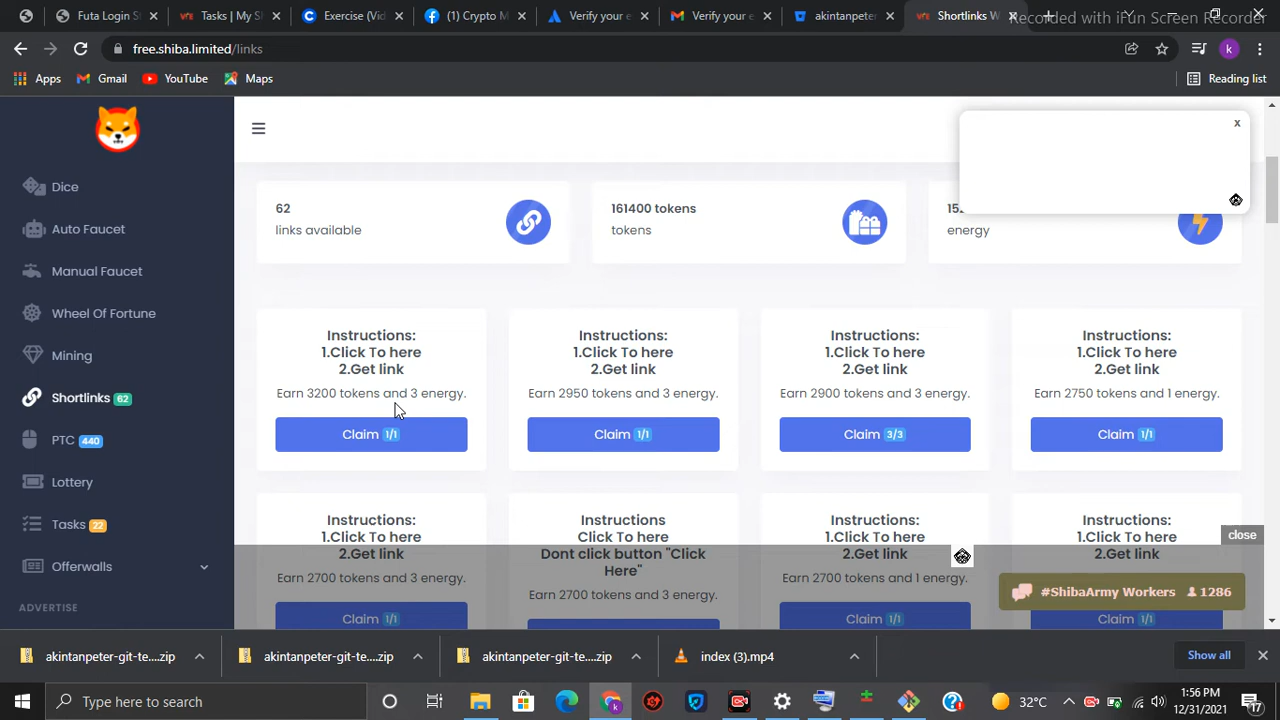 Futa Login S
Tasks | My Sh
Exercise (Vid
(1) Crypto M
Verify your e
Verify your e
akintanpeter
Shortlinks W
Recorded with iFun Screen Recorder
free.shiba.limited/links
k
Apps
Gmail
YouTube
Maps
Reading list
Dice
Auto Faucet
Manual Faucet
Wheel Of Fortune
Mining
Shortlinks 62
PTC 440
Lottery
Tasks 22
Offerwalls
ADVERTISE
x
62
links available
161400 tokens
tokens
energy
Instructions:
1.Click To here
2.Get link
Earn 3200 tokens and 3 energy.
Claim 1/1
Instructions:
1.Click To here
2.Get link
Earn 2950 tokens and 3 energy.
Claim 1/1
Instructions:
1.Click To here
2.Get link
Earn 2900 tokens and 3 energy.
Claim 3/3
Instructions:
1.Click To here
2.Get link
Earn 2750 tokens and 1 energy.
Claim 1/1
Instructions:
1.Click To here
2.Get link
Earn 2700 tokens and 3 energy.
Claim 1/1
Instructions
Click To here
Dont click button "Click
Here"
Earn 2700 tokens and 3 energy.
Instructions:
1.Click To here
2.Get link
Earn 2700 tokens and 1 energy.
Claim 1/1
Instructions:
1.Click To here
2.Get link
Claim 1/1
close
#ShibaArmy Workers 1286
akintanpeter-git-te....zip
akintanpeter-git-te....zip
akintanpeter-git-te....zip
index (3).mp4
Show all
Type here to search
32°C
1:56 PM
12/31/2021
17